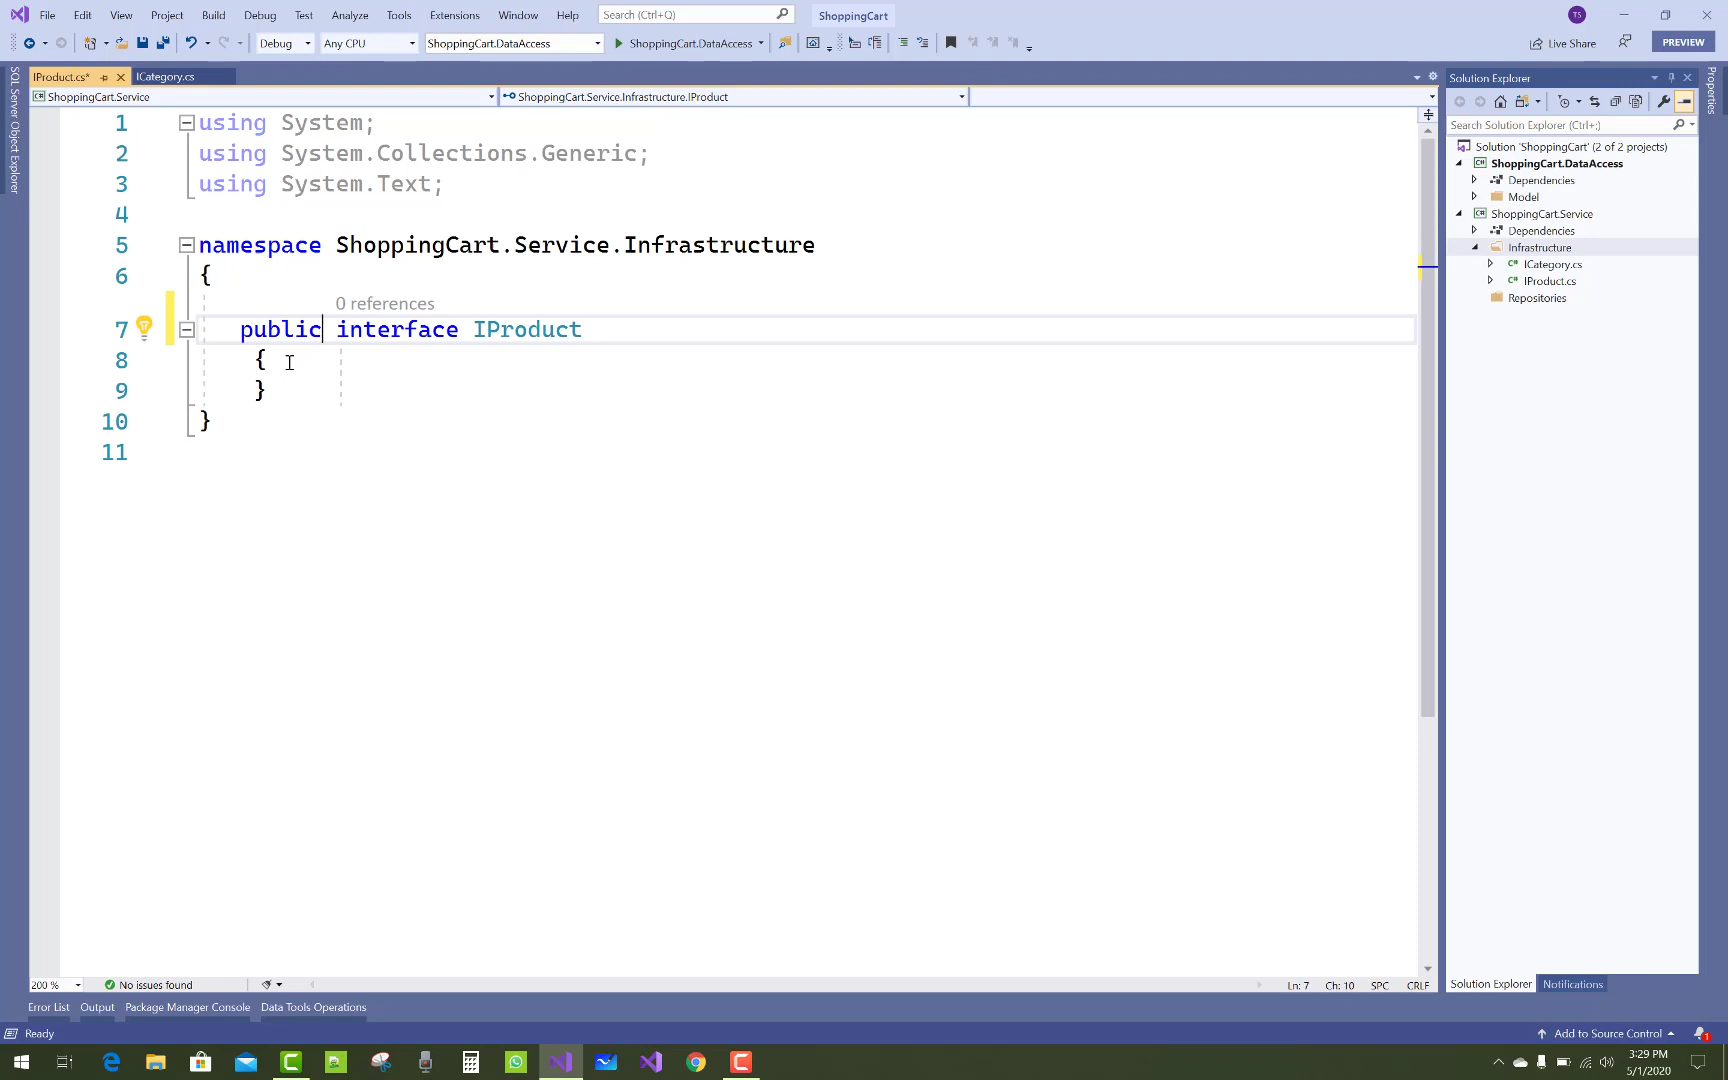 File Edit View Project Build Debug Test Analyze Tools Extensions Window Help Search (Ctrl+Q) ShoppingCart TS
Debug Any CPU ShoppingCart.DataAccess ShoppingCart.DataAccess Live Share PREVIEW
SQL Server Object Explorer
IProduct.cs* ICategory.cs
ShoppingCart.Service ShoppingCart.Service.Infrastructure.IProduct
1 using System;
2 using System.Collections.Generic;
3 using System.Text;
4
5 namespace ShoppingCart.Service.Infrastructure
6 {
0 references
7 public interface IProduct
8 {
9 }
10 }
11
200 % No issues found Ln: 7 Ch: 10 SPC CRLF
Solution Explorer
Search Solution Explorer (Ctrl+;)
Solution 'ShoppingCart' (2 of 2 projects)
ShoppingCart.DataAccess
Dependencies
Model
ShoppingCart.Service
Dependencies
Infrastructure
C# ICategory.cs
C# IProduct.cs
Repositories
Solution Explorer Notifications
Properties
Error List Output Package Manager Console Data Tools Operations
Ready Add to Source Control 1
3:29 PM
5/1/2020